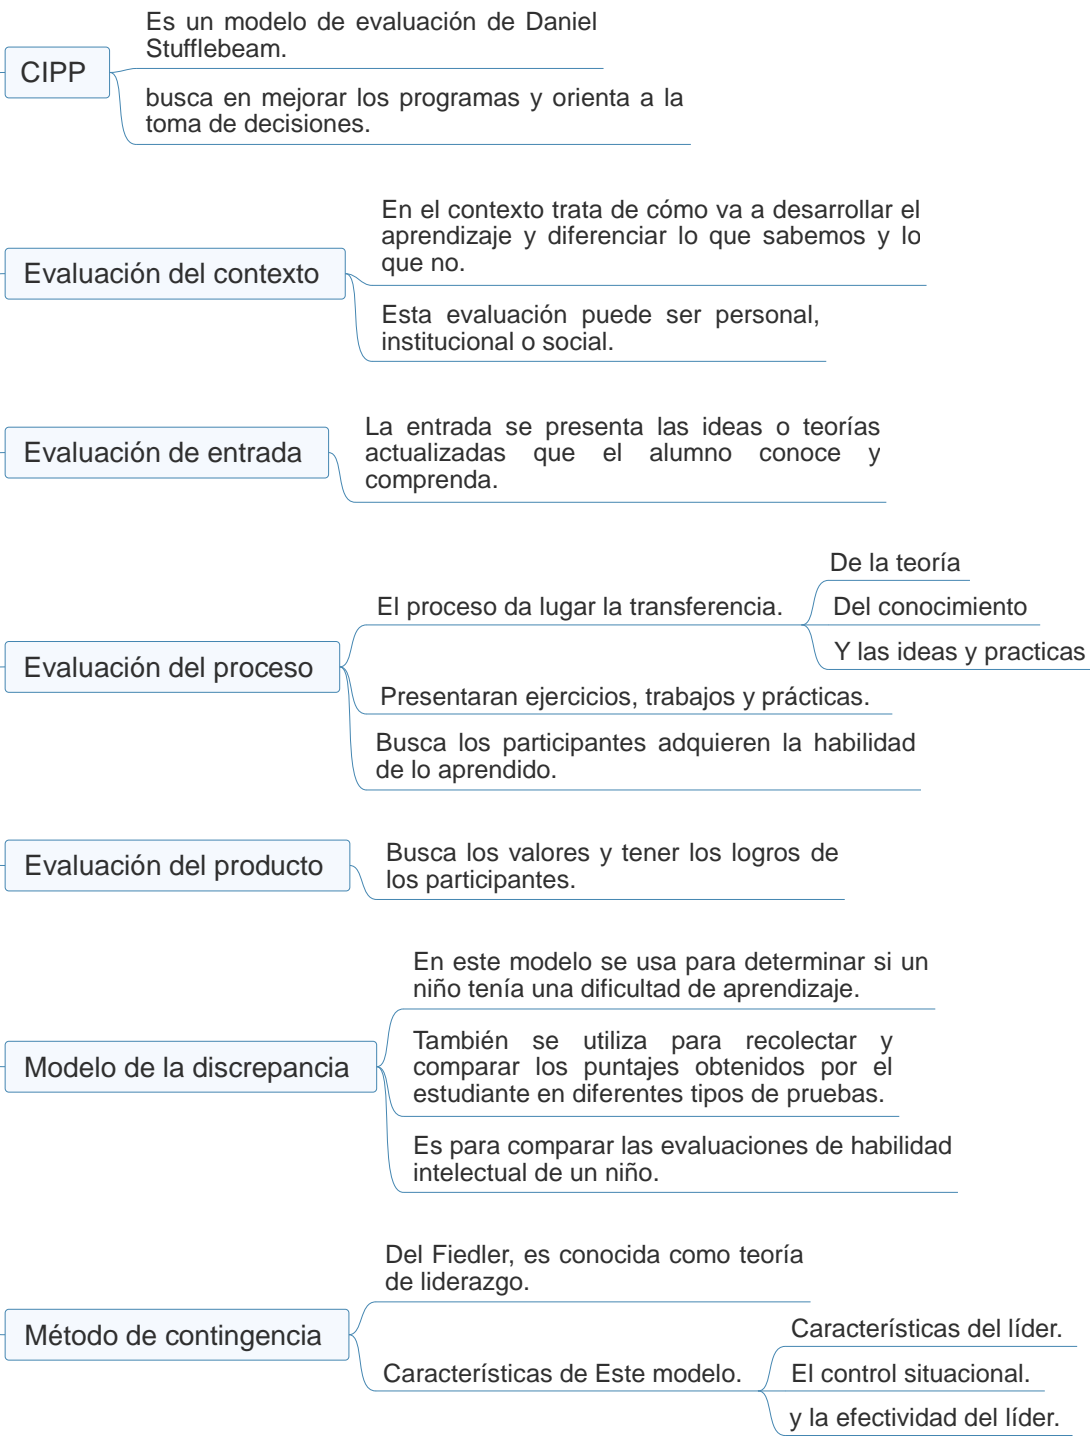 CIPP
Es un modelo de evaluación de Daniel
Stufflebeam.
busca en mejorar los programas y orienta a la
toma de decisiones.
Evaluación del contexto
En el contexto trata de cómo va a desarrollar el
aprendizaje y diferenciar lo que sabemos y lo
que no.
Esta evaluación puede ser personal,
institucional o social.
Evaluación de entrada
La entrada se presenta las ideas o teorías
actualizadas que el alumno conoce y
comprenda.
Evaluación del proceso
El proceso da lugar la transferencia.
De la teoría
Del conocimiento
Y las ideas y practicas
Presentaran ejercicios, trabajos y prácticas.
Busca los participantes adquieren la habilidad
de lo aprendido.
Evaluación del producto
Busca los valores y tener los logros de
los participantes.
Modelo de la discrepancia
En este modelo se usa para determinar si un
niño tenía una dificultad de aprendizaje.
También se utiliza para recolectar y
comparar los puntajes obtenidos por el
estudiante en diferentes tipos de pruebas.
Es para comparar las evaluaciones de habilidad
intelectual de un niño.
Método de contingencia
Del Fiedler, es conocida como teoría
de liderazgo.
Características de Este modelo.
Características del líder.
El control situacional.
y la efectividad del líder.